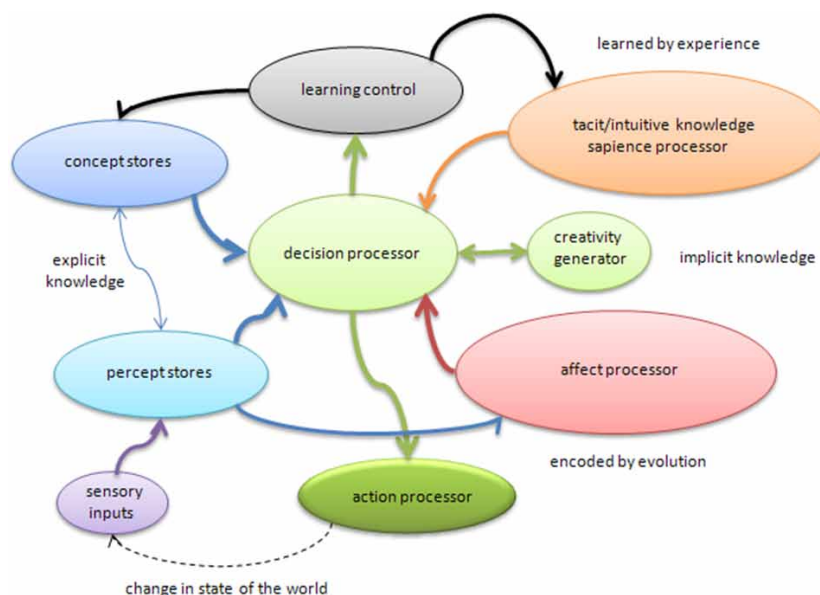 learned by experience
learning control
tacit/intuitive knowledge
sapience processor
concept stores
decision processor
creativity
generator
explicit
knowledge
implicit knowledge
percept stores
affect processor
encoded by evolution
sensory
inputs
action processor
change in state of the world